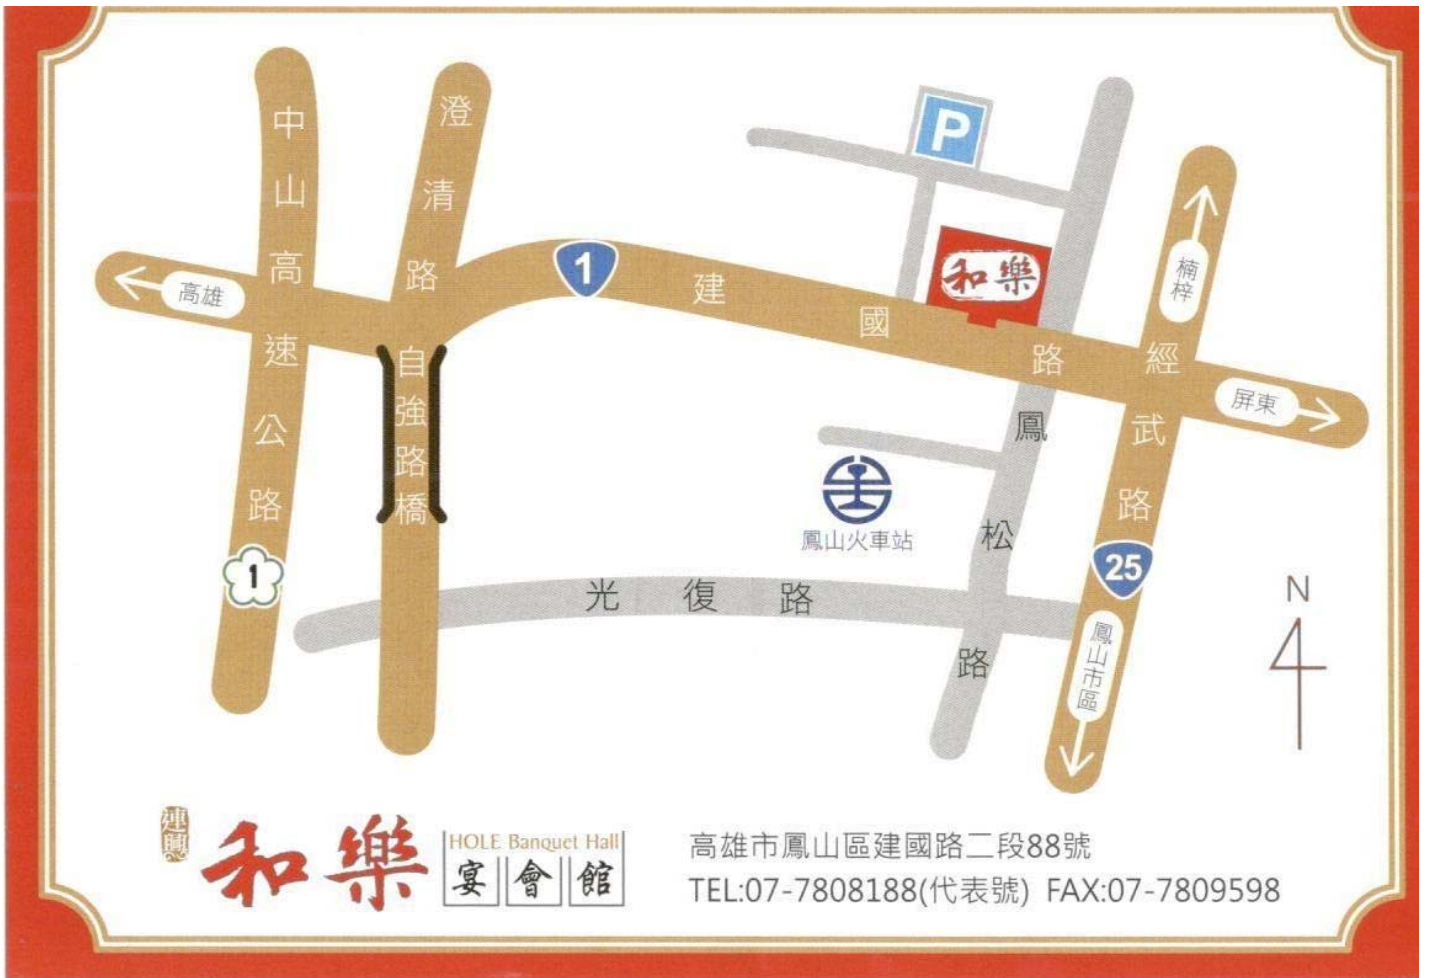 中山高速公路
澄清路
P
高雄
1
建國路
和樂
楠梓
經武路
屏東
自強路橋
鳳松路
鳳山火車站
1
光復路
25
鳳山市區
N
連興
和樂
HOLE Banquet Hall
宴會館
高雄市鳳山區建國路二段88號
TEL:07-7808188(代表號) FAX:07-7809598